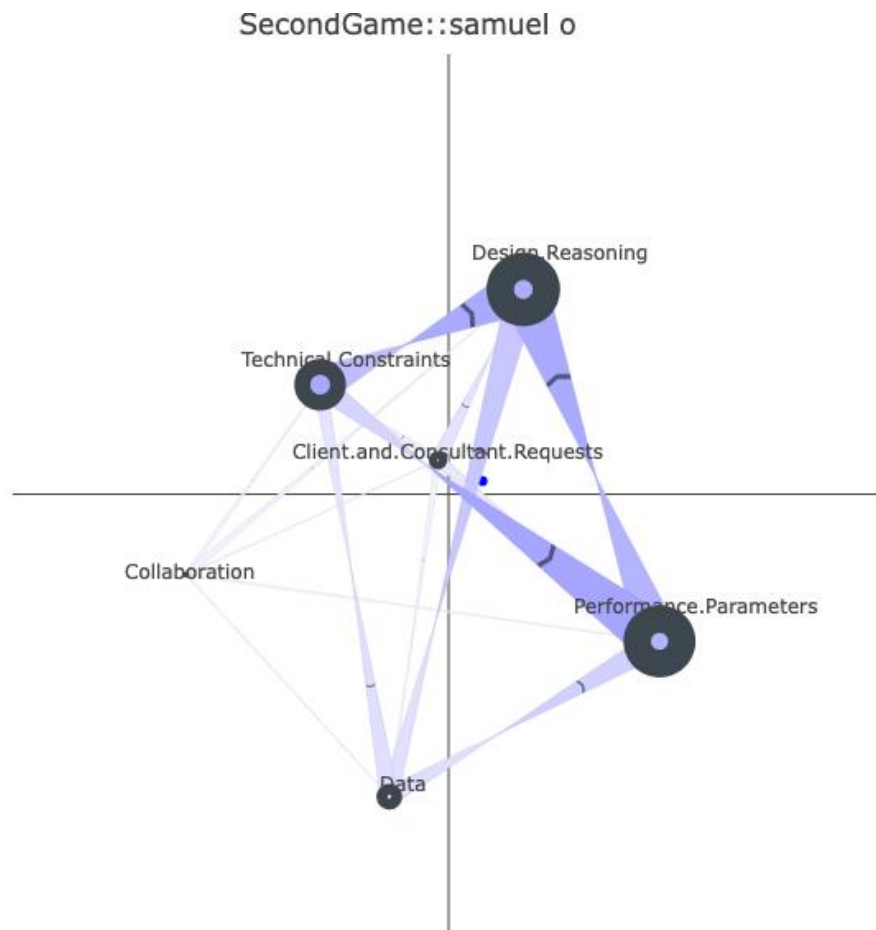 SecondGame::samuel o
Design.Reasoning
Technical.Constraints
Client.and.Consultant.Requests
Collaboration
Performance.Parameters
Data